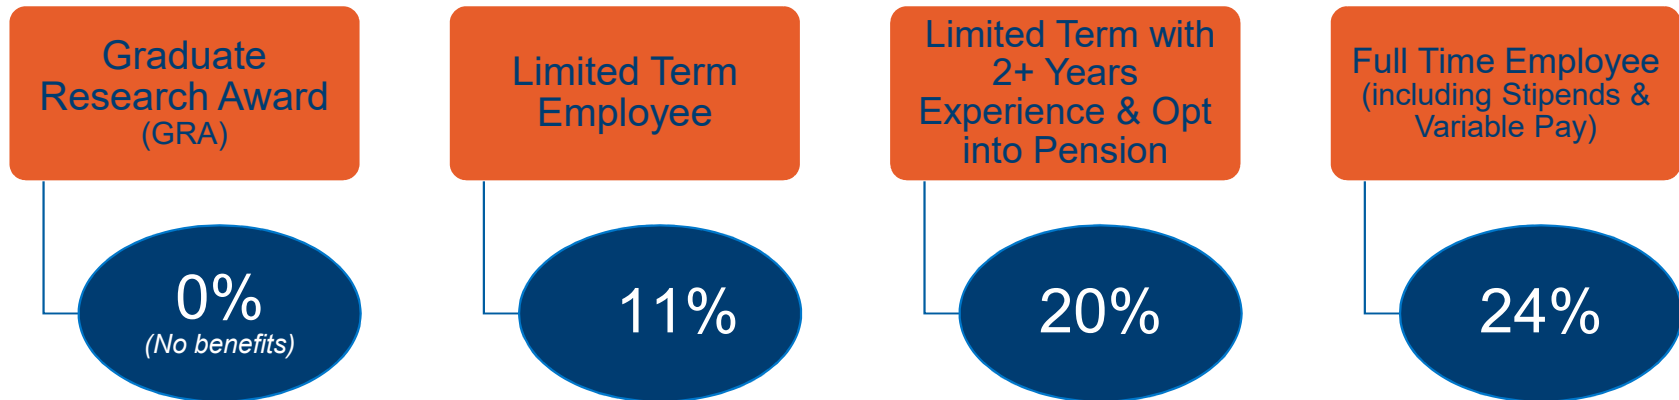 Graduate
Research Award
(GRA)
0%
(No benefits)
Limited Term
Employee
11%
Limited Term with
2+ Years
Experience & Opt
into Pension
20%
Full Time Employee
(including Stipends &
Variable Pay)
24%